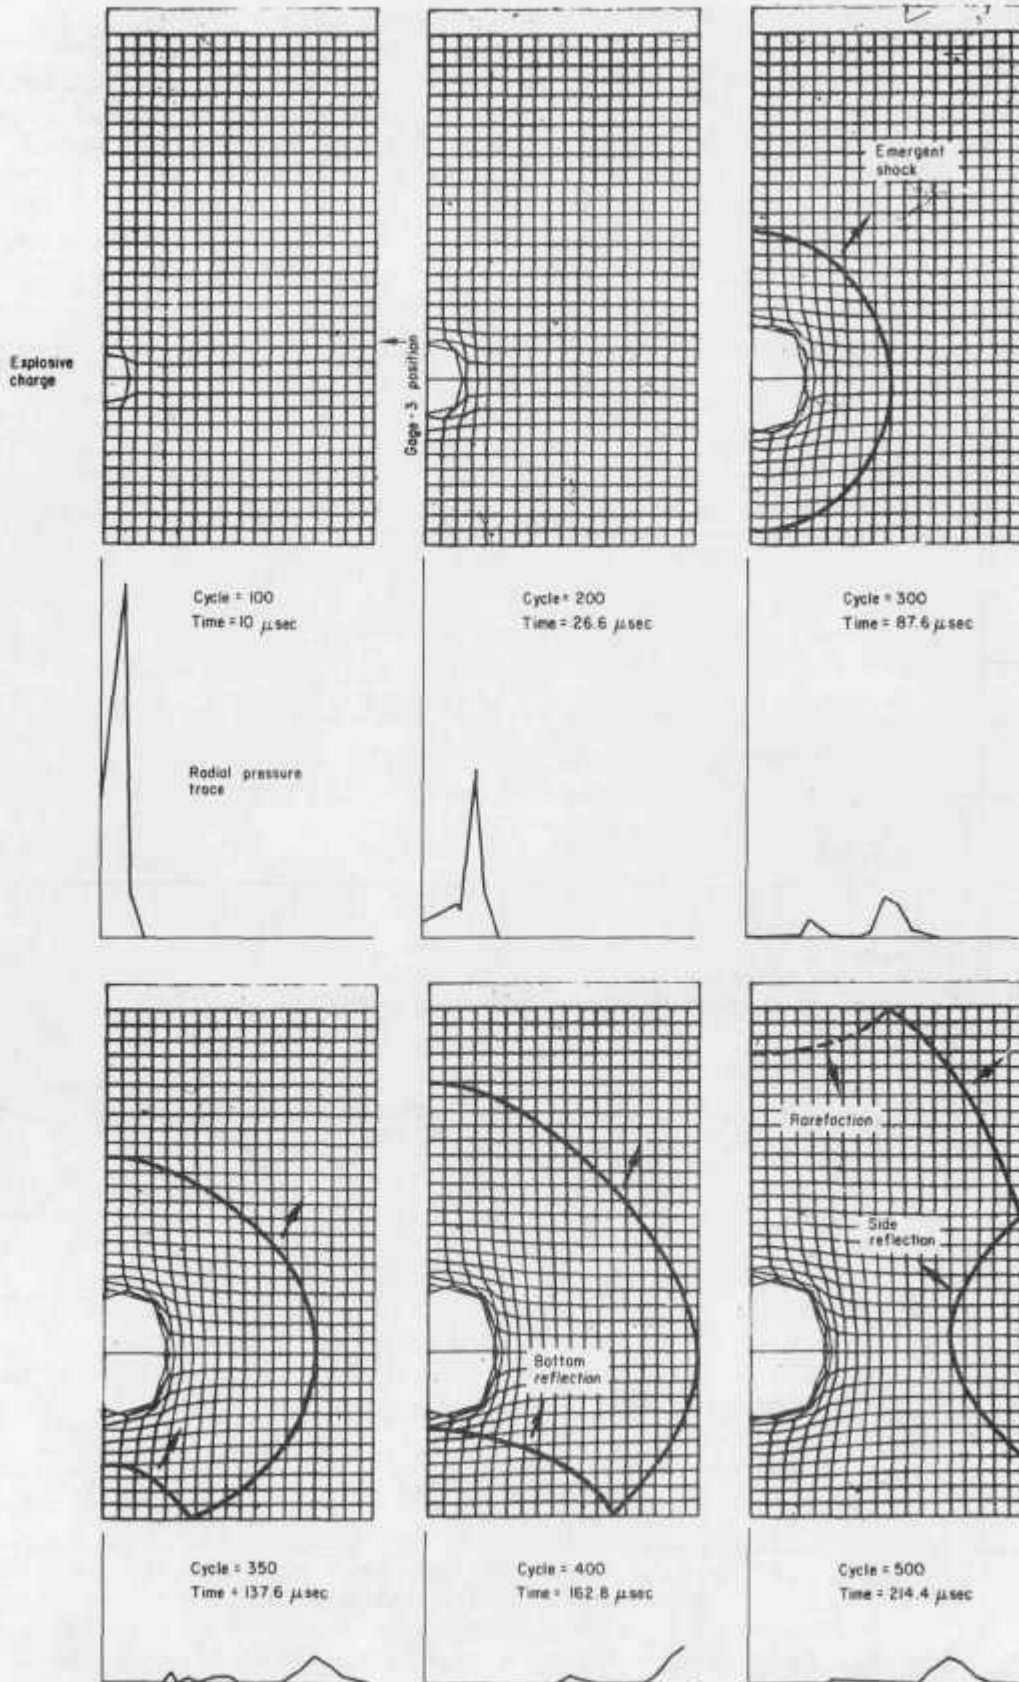 Emergent
shock
Explosive
charge
Gage - 3 position
Cycle = 100
Time = 10 μsec
Cycle = 200
Time = 26.6 μsec
Cycle = 300
Time = 87.6 μsec
Radial pressure
trace
Rarefaction
Side
reflection
Bottom
reflection
Cycle = 350
Time = 137.6 μsec
Cycle = 400
Time = 162.8 μsec
Cycle = 500
Time = 214.4 μsec